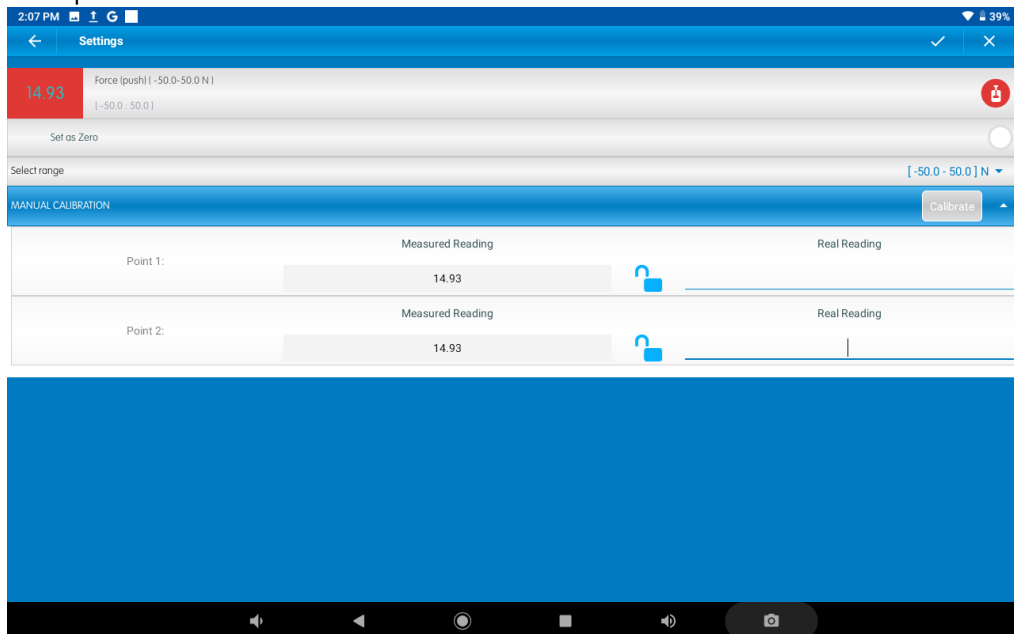 2:07 PM G 39%
Settings
14.93
Force (push) ( -50.0-50.0 N )
( -50.0 : 50.0 )
Set as Zero
Select range [ -50.0 - 50.0 ] N
MANUAL CALIBRATION Calibrate
Measured Reading Real Reading
Point 1:
14.93
Measured Reading Real Reading
Point 2:
14.93